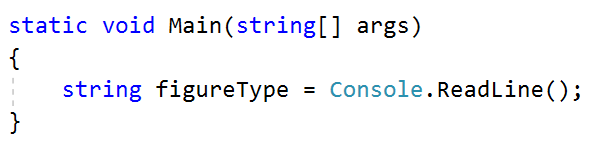 static void Main(string[] args)
{
    string figureType = Console.ReadLine();
}